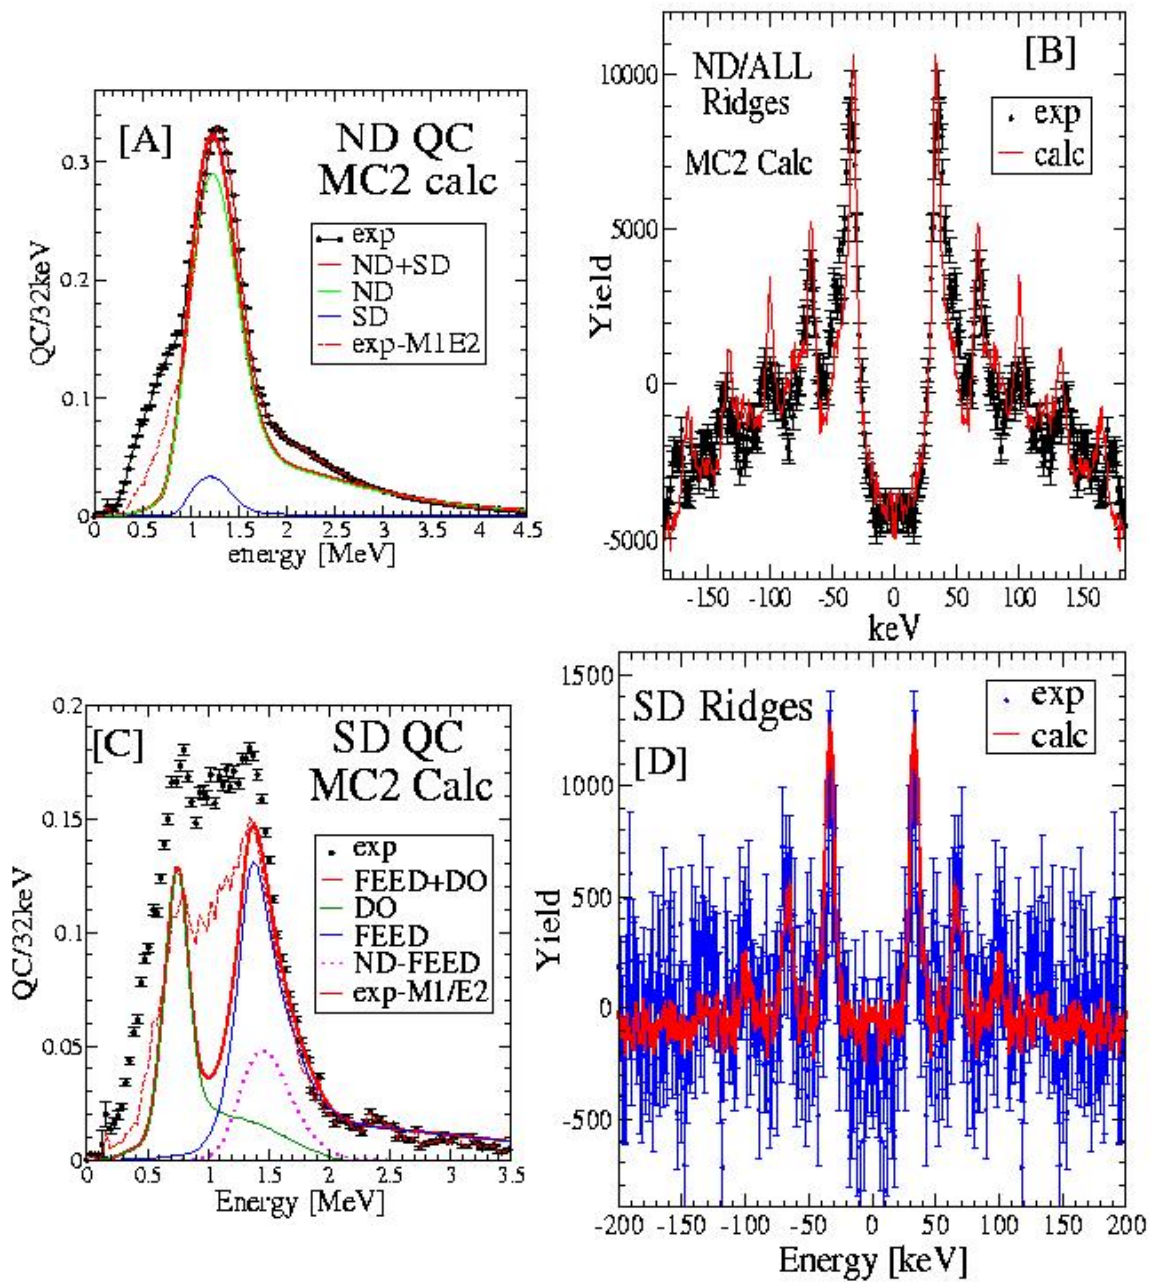 [A]
ND QC
MC2 calc
exp
ND+SD
ND
SD
exp-M1E2
QC/32keV
0.3
0.2
0.1
0
0 0.5 1 1.5 2 2.5 3 3.5 4 4.5
energy [MeV]
[B]
ND/ALL
Ridges
MC2 Calc
exp
calc
Yield
10000
5000
0
-5000
-150 -100 -50 0 50 100 150
keV
[C]
SD QC
MC2 Calc
exp
FEED+DO
DO
FEED
ND-FEED
exp-M1/E2
QC/32keV
0.2
0.15
0.1
0.05
0
0 0.5 1 1.5 2 2.5 3 3.5
Energy [MeV]
SD Ridges
[D]
exp
calc
Yield
1500
1000
500
0
-500
-200 -150 -100 -50 0 50 100 150 200
Energy [keV]